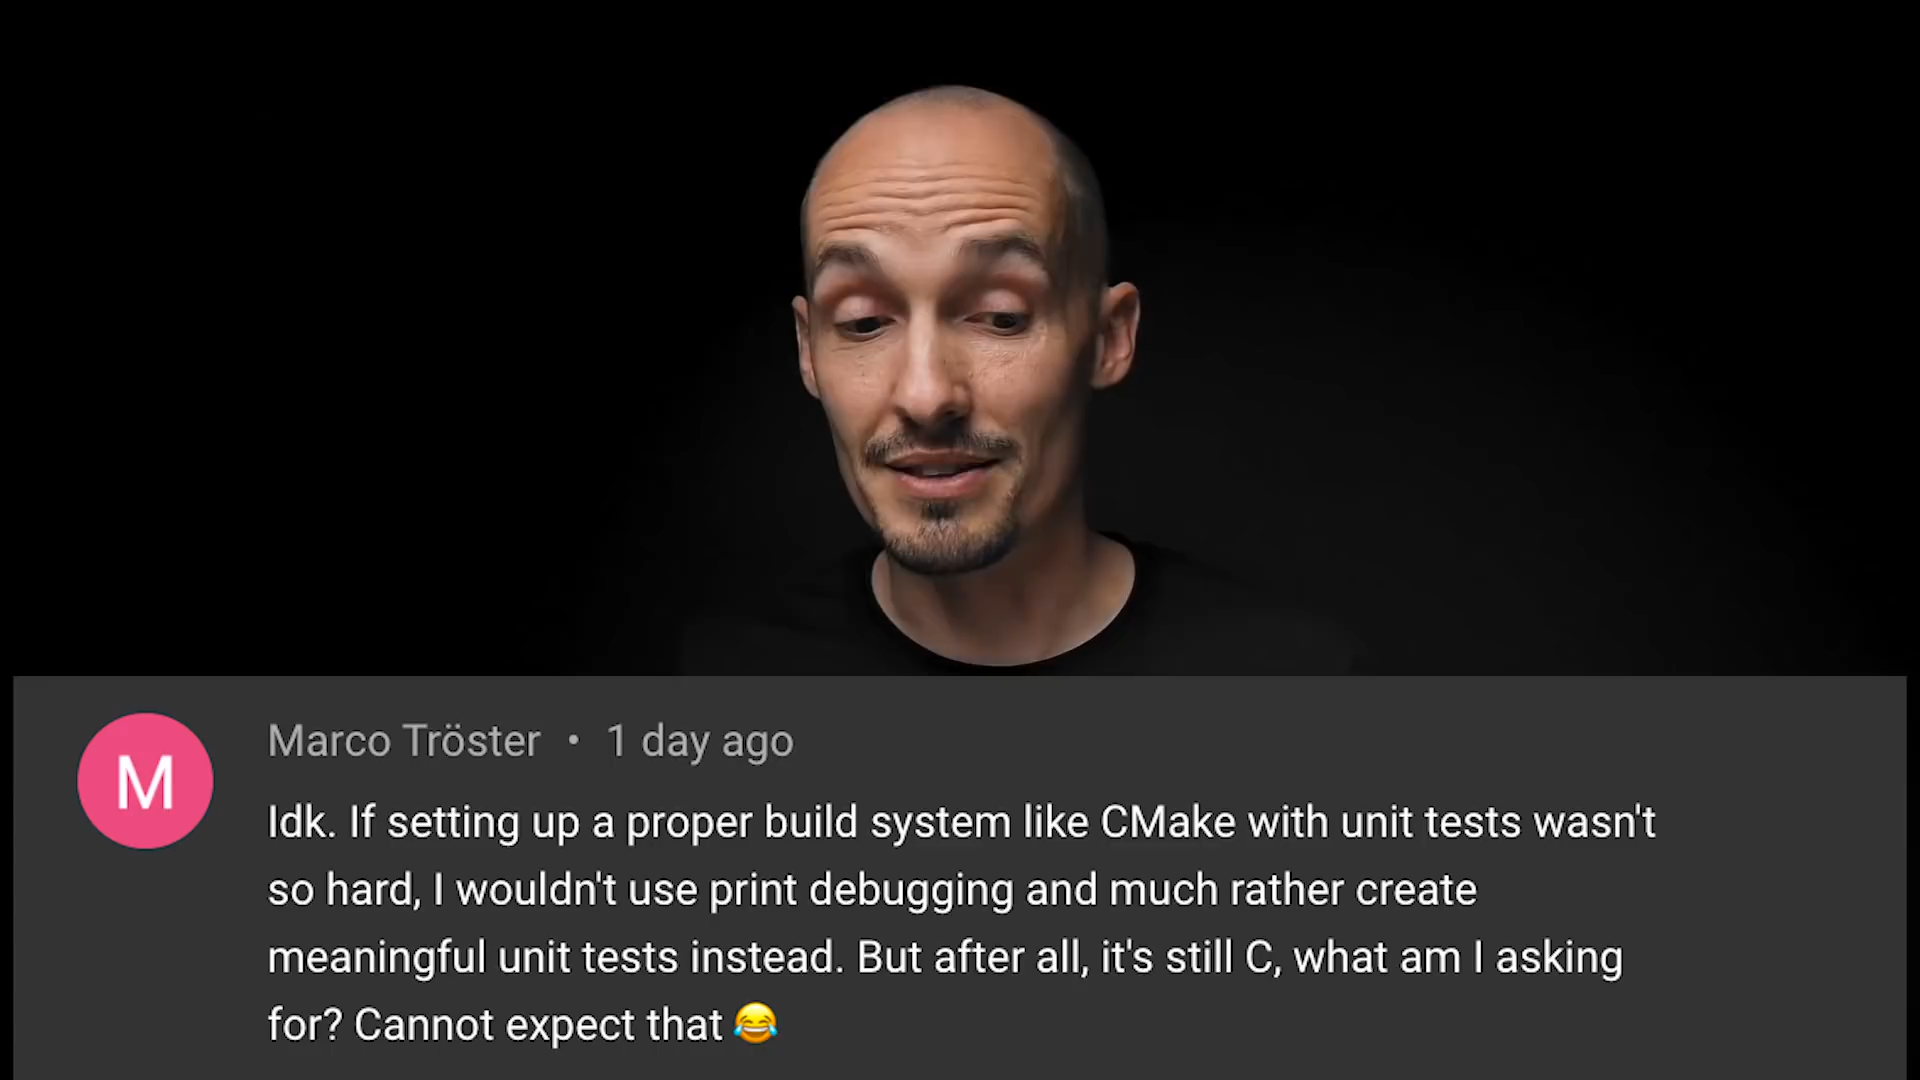 M
Marco Tröster • 1 day ago
Idk. If setting up a proper build system like CMake with unit tests wasn't
so hard, I wouldn't use print debugging and much rather create
meaningful unit tests instead. But after all, it's still C, what am I asking
for? Cannot expect that 😂